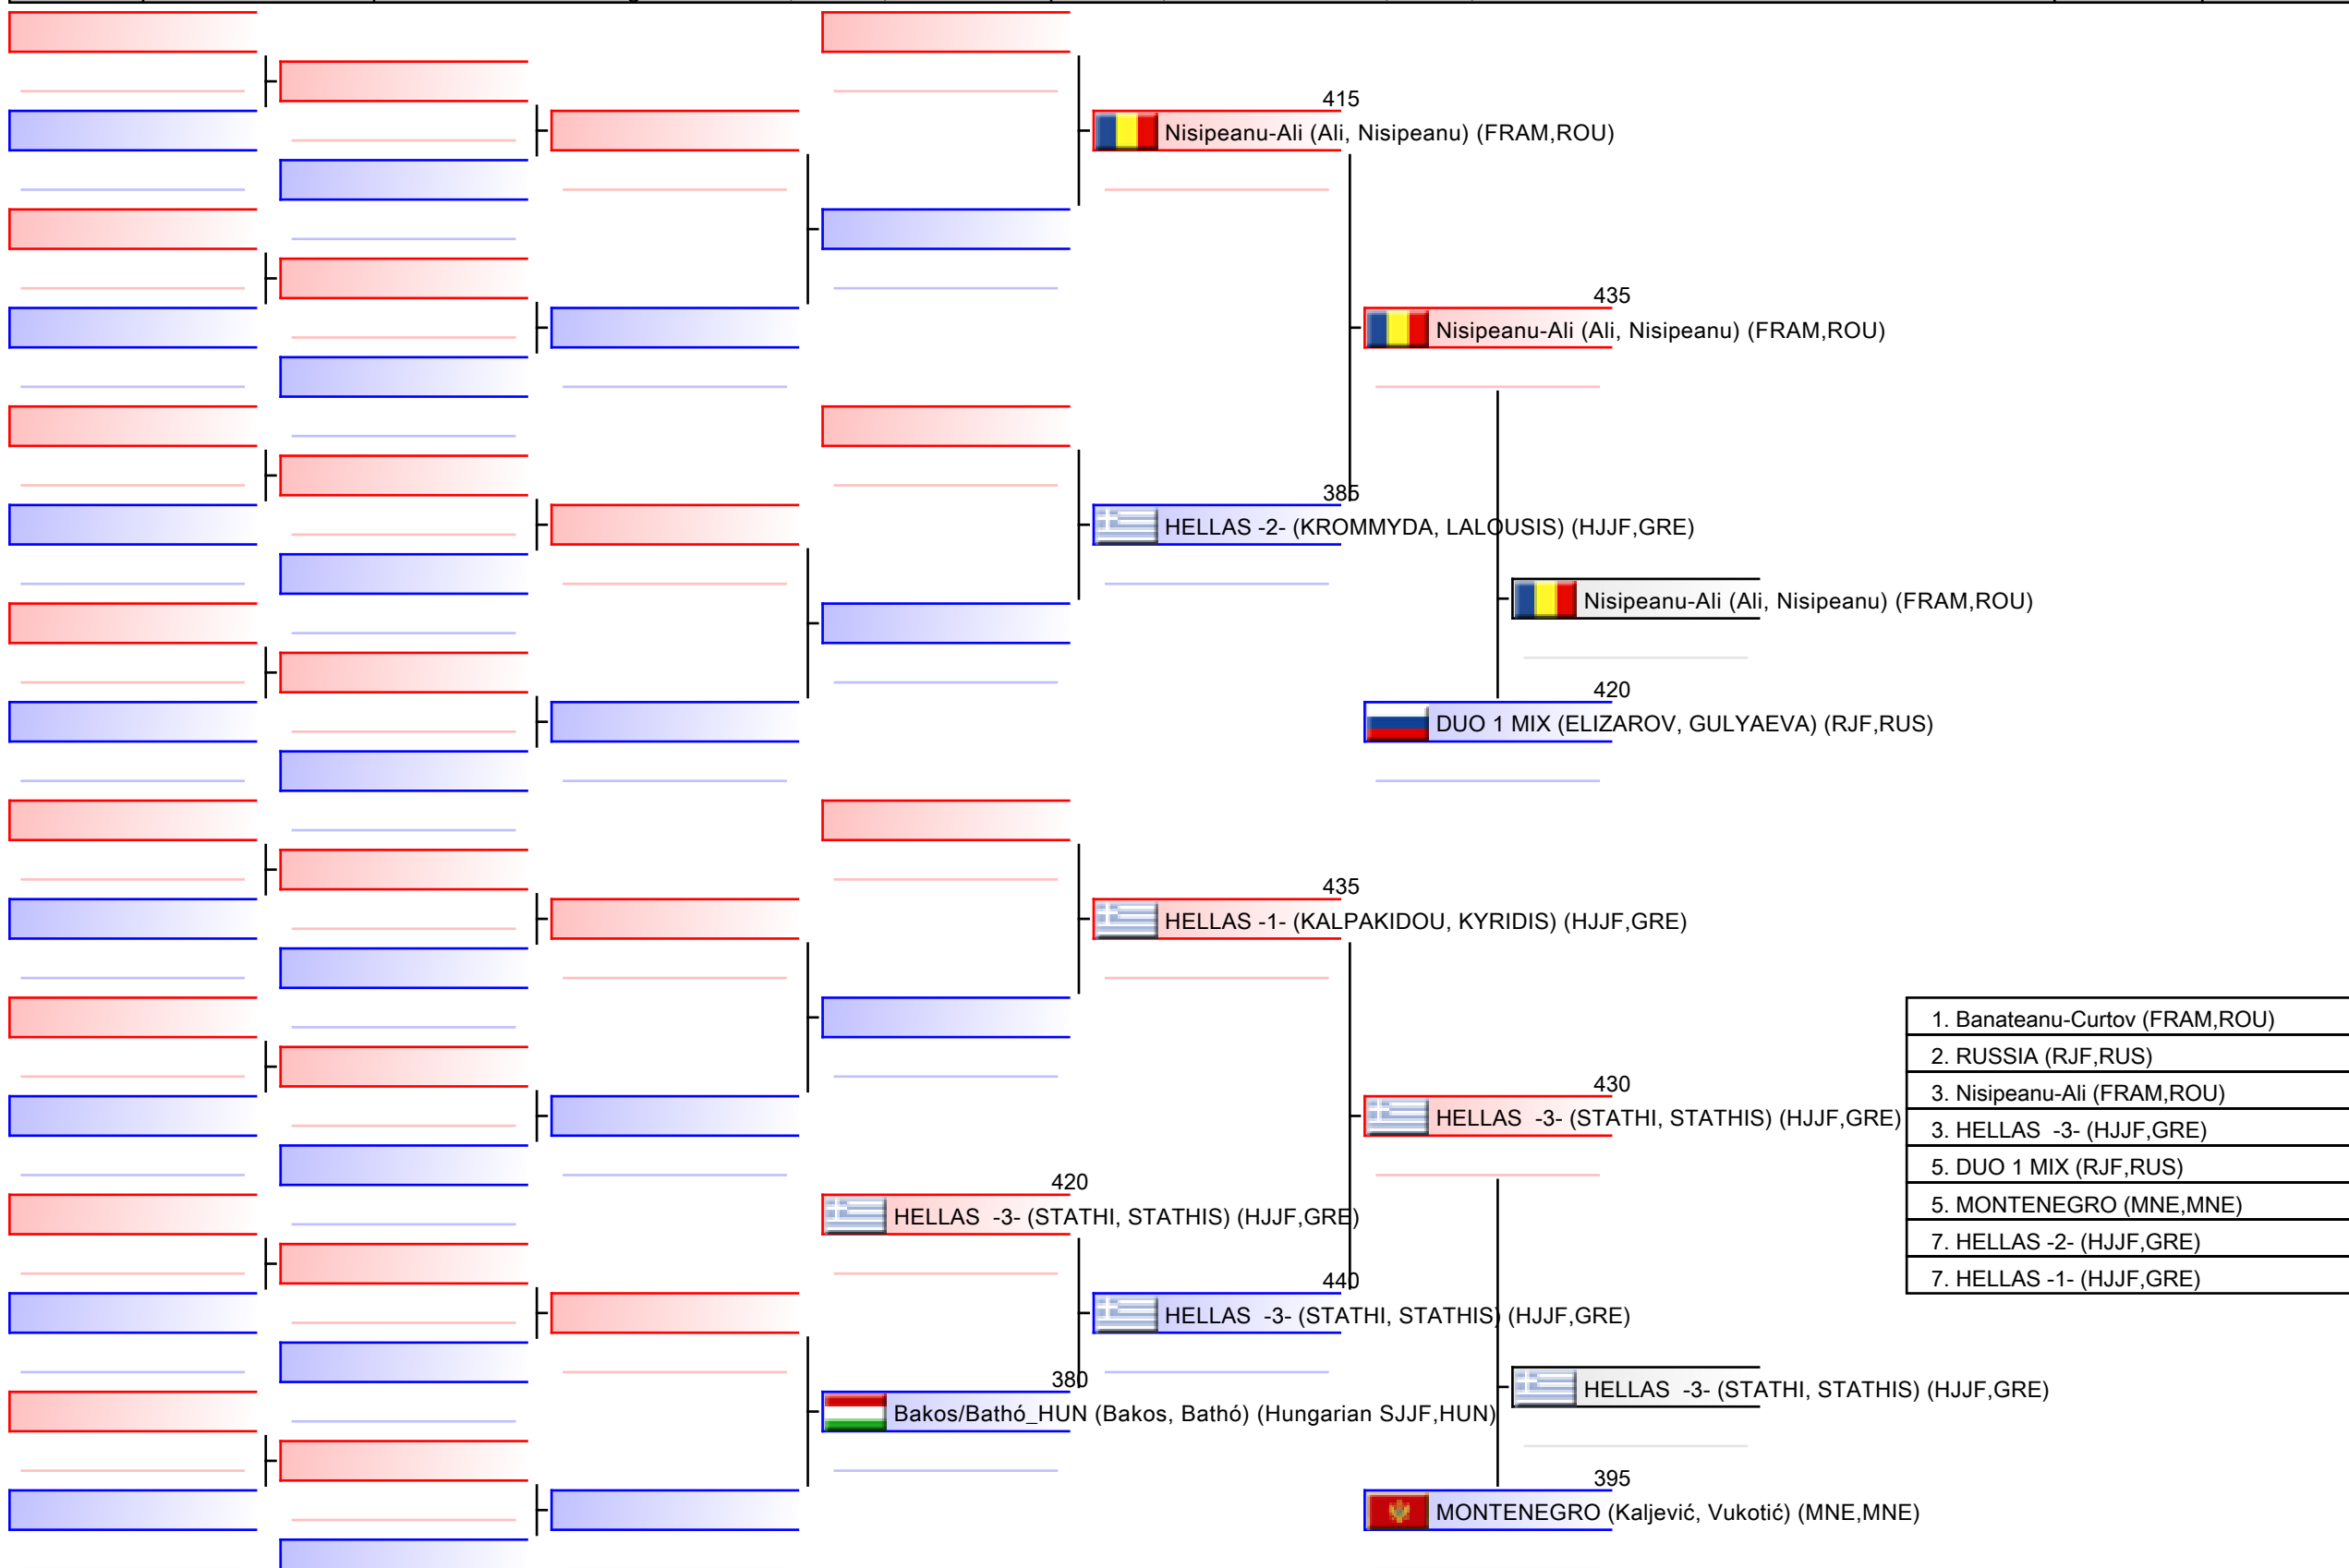 415
Nisipeanu-Ali (Ali, Nisipeanu) (FRAM,ROU)
435
Nisipeanu-Ali (Ali, Nisipeanu) (FRAM,ROU)
385
HELLAS -2- (KROMMYDA, LALOUSIS) (HJJF,GRE)
Nisipeanu-Ali (Ali, Nisipeanu) (FRAM,ROU)
420
DUO 1 MIX (ELIZAROV, GULYAEVA) (RJF,RUS)
435
HELLAS -1- (KALPAKIDOU, KYRIDIS) (HJJF,GRE)
430
HELLAS  -3- (STATHI, STATHIS) (HJJF,GRE)
420
HELLAS  -3- (STATHI, STATHIS) (HJJF,GRE)
440
HELLAS  -3- (STATHI, STATHIS) (HJJF,GRE)
380
Bakos/Bathó_HUN (Bakos, Bathó) (Hungarian SJJF,HUN)
HELLAS  -3- (STATHI, STATHIS) (HJJF,GRE)
395
MONTENEGRO (Kaljević, Vukotić) (MNE,MNE)
1. Banateanu-Curtov (FRAM,ROU)
2. RUSSIA (RJF,RUS)
3. Nisipeanu-Ali (FRAM,ROU)
3. HELLAS  -3- (HJJF,GRE)
5. DUO 1 MIX (RJF,RUS)
5. MONTENEGRO (MNE,MNE)
7. HELLAS -2- (HJJF,GRE)
7. HELLAS -1- (HJJF,GRE)